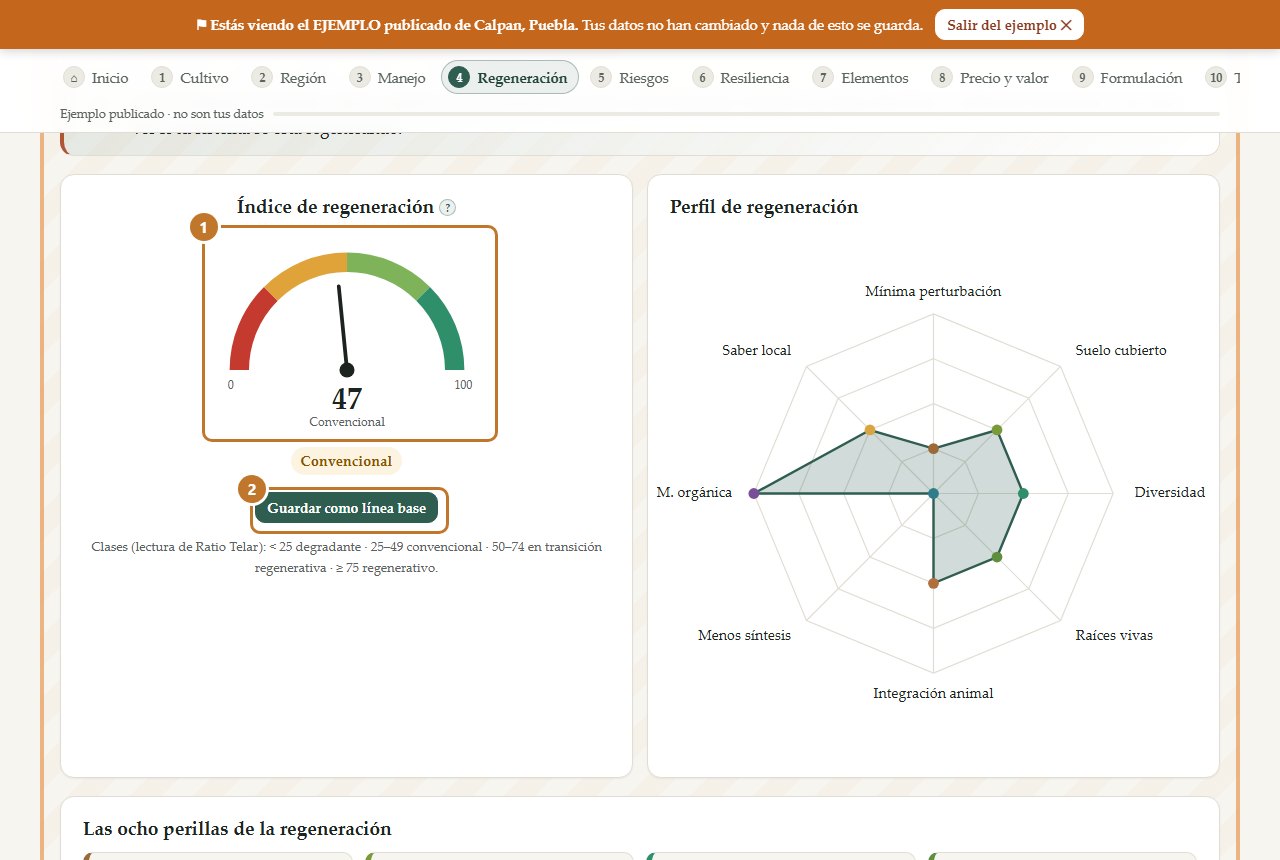 ⚑ Estás viendo el EJEMPLO publicado de Calpan, Puebla. Tus datos no han cambiado y nada de esto se guarda. Salir del ejemplo ✕
⌂ Inicio 1 Cultivo 2 Región 3 Manejo 4 Regeneración 5 Riesgos 6 Resiliencia 7 Elementos 8 Precio y valor 9 Formulación 10
Ejemplo publicado · no son tus datos
Índice de regeneración ?
1
0 100
47
Convencional
Convencional
2
Guardar como línea base
Clases (lectura de Ratio Telar): < 25 degradante · 25–49 convencional · 50–74 en transición
regenerativa · ≥ 75 regenerativo.
Perfil de regeneración
Mínima perturbación
Saber local
Suelo cubierto
M. orgánica
Diversidad
Menos síntesis
Raíces vivas
Integración animal
Las ocho perillas de la regeneración